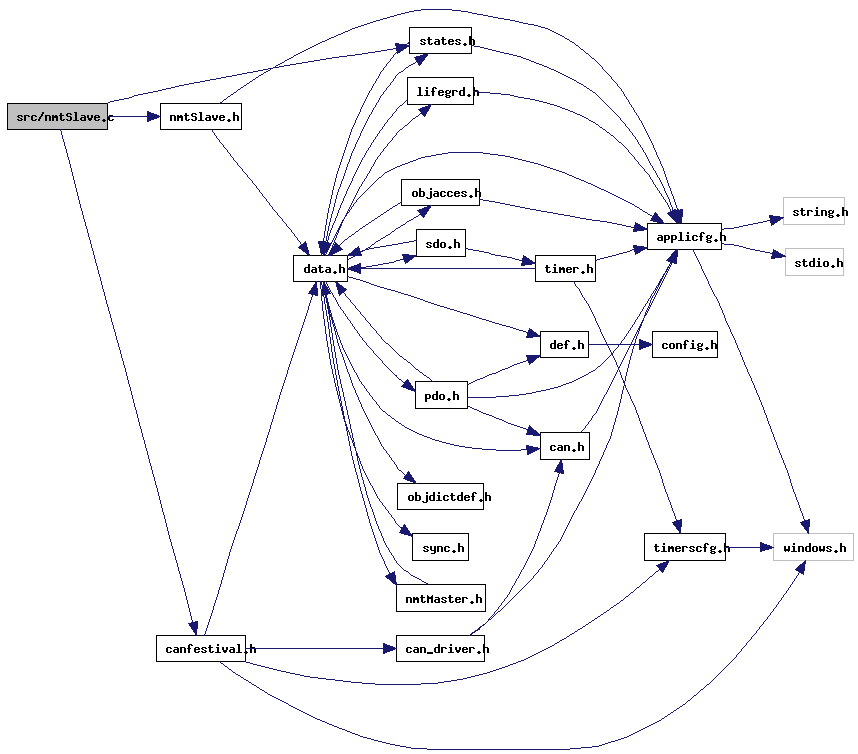 states.h
lifegrd.h
src/nmtSlave.c
nmtSlave.h
objacces.h
string.h
sdo.h
applicfg.h
data.h
timer.h
stdio.h
def.h
config.h
pdo.h
can.h
objdictdef.h
sync.h
timerscfg.h
windows.h
nmtMaster.h
canfestival.h
can_driver.h